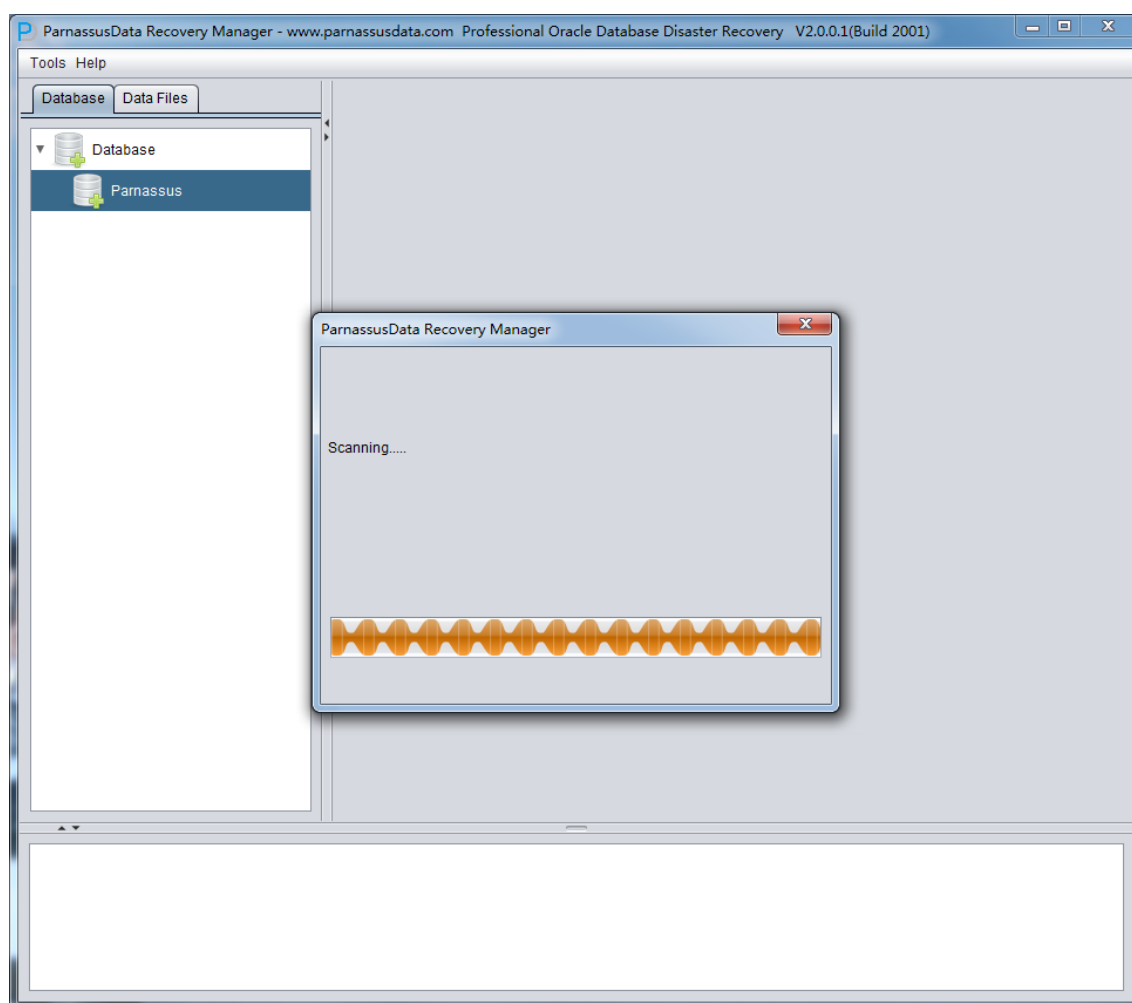 ParnassusData Recovery Manager - www.parnassusdata.com Professional Oracle Database Disaster Recovery V2.0.0.1(Build 2001)
Tools Help
Database Data Files
Database
Parnassus
ParnassusData Recovery Manager
Scanning.....